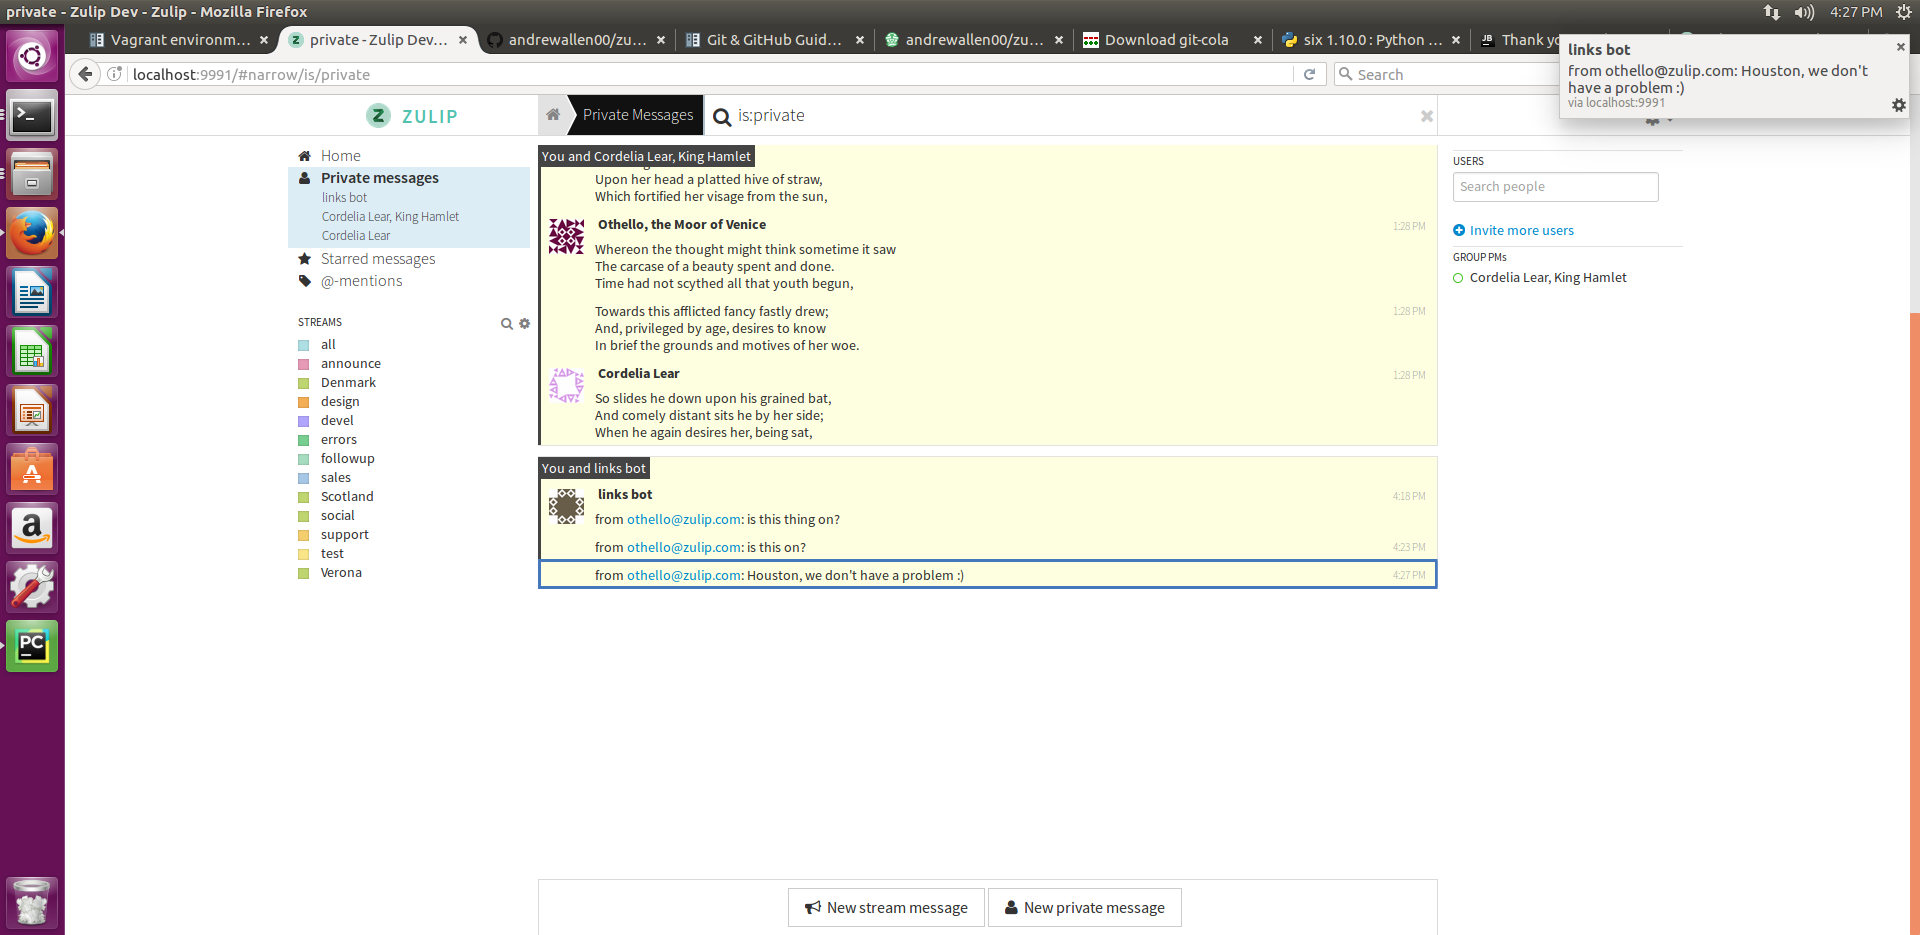 private - Zulip Dev - Zulip - Mozilla Firefox
4:27 PM
Vagrant environm...
private - Zulip Dev...
andrewallen00/zu...
Git & GitHub Guid...
andrewallen00/zu...
Download git-cola
six 1.10.0 : Python ...
JB
Thank yo
localhost:9991/#narrow/is/private
Search
links bot
from othello@zulip.com: Houston, we don't
have a problem :)
via localhost:9991
ZULIP
Private Messages
is:private
Home
Private messages
links bot
Cordelia Lear, King Hamlet
Cordelia Lear
Starred messages
@-mentions
STREAMS
all
announce
Denmark
design
devel
errors
followup
sales
Scotland
social
support
test
Verona
You and Cordelia Lear, King Hamlet
Upon her head a platted hive of straw,
Which fortified her visage from the sun,
Othello, the Moor of Venice
1:28 PM
Whereon the thought might think sometime it saw
The carcase of a beauty spent and done.
Time had not scythed all that youth begun,
Towards this afflicted fancy fastly drew;
1:28 PM
And, privileged by age, desires to know
In brief the grounds and motives of her woe.
Cordelia Lear
1:28 PM
So slides he down upon his grained bat,
And comely distant sits he by her side;
When he again desires her, being sat,
You and links bot
links bot
4:18 PM
from othello@zulip.com: is this thing on?
from othello@zulip.com: is this on?
4:23 PM
from othello@zulip.com: Houston, we don't have a problem :)
4:27 PM
New stream message
New private message
USERS
Search people
Invite more users
GROUP PMs
Cordelia Lear, King Hamlet
PC